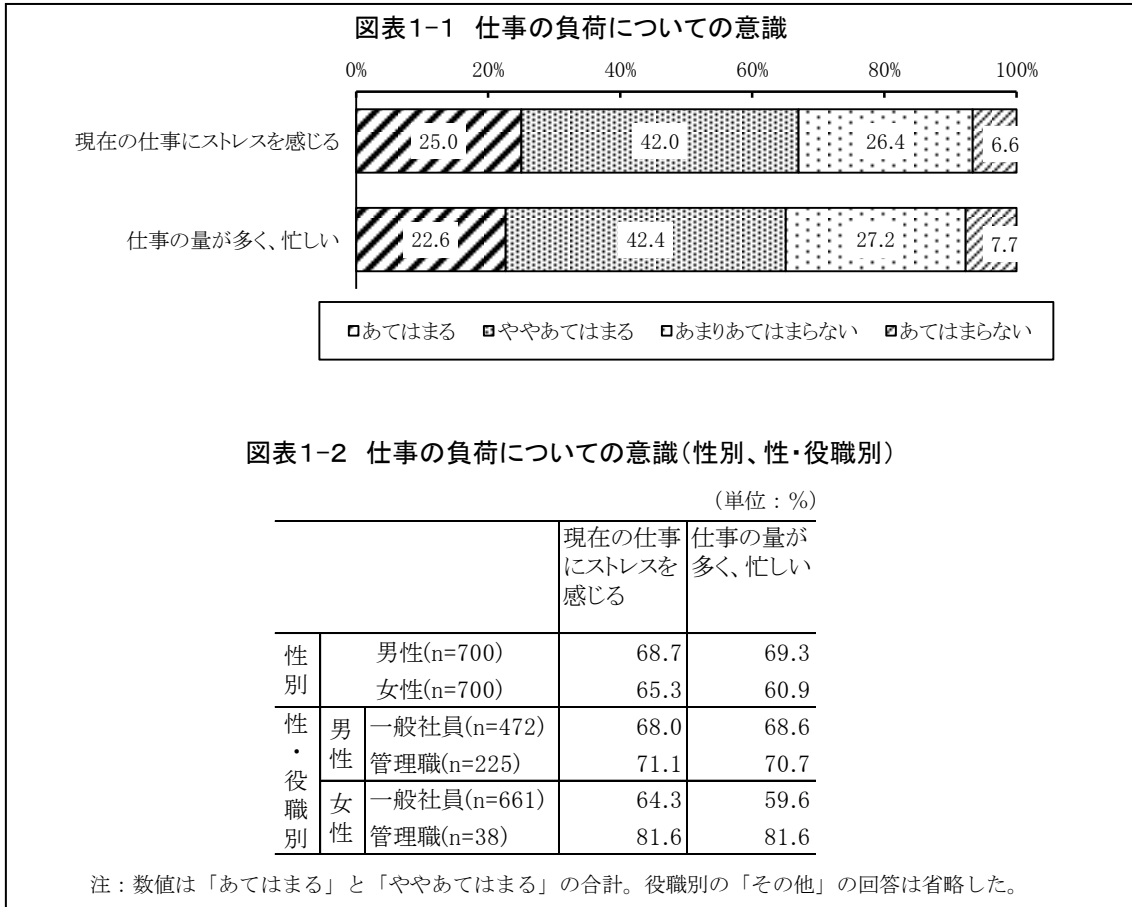 図表1-1 仕事の負荷についての意識
0% 20% 40% 60% 80% 100%
現在の仕事にストレスを感じる 25.0 42.0 26.4 6.6
仕事の量が多く、忙しい 22.6 42.4 27.2 7.7
あてはまる ややあてはまる あまりあてはまらない あてはまらない
図表1-2 仕事の負荷についての意識(性別、性・役職別)
(単位：%)
現在の仕事にストレスを感じる 仕事の量が多く、忙しい
性別 男性(n=700) 68.7 69.3
女性(n=700) 65.3 60.9
性・役職別 男性 一般社員(n=472) 68.0 68.6
管理職(n=225) 71.1 70.7
女性 一般社員(n=661) 64.3 59.6
管理職(n=38) 81.6 81.6
注：数値は「あてはまる」と「ややあてはまる」の合計。役職別の「その他」の回答は省略した。